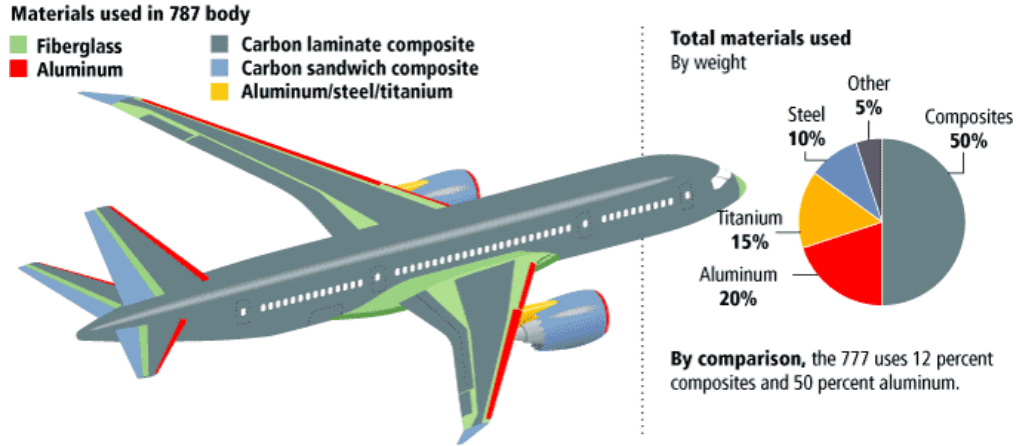 Materials used in 787 body
Fiberglass
Aluminum
Carbon laminate composite
Carbon sandwich composite
Aluminum/steel/titanium
Total materials used
By weight
Other
5%
Steel
10%
Composites
50%
Titanium
15%
Aluminum
20%
By comparison, the 777 uses 12 percent
composites and 50 percent aluminum.